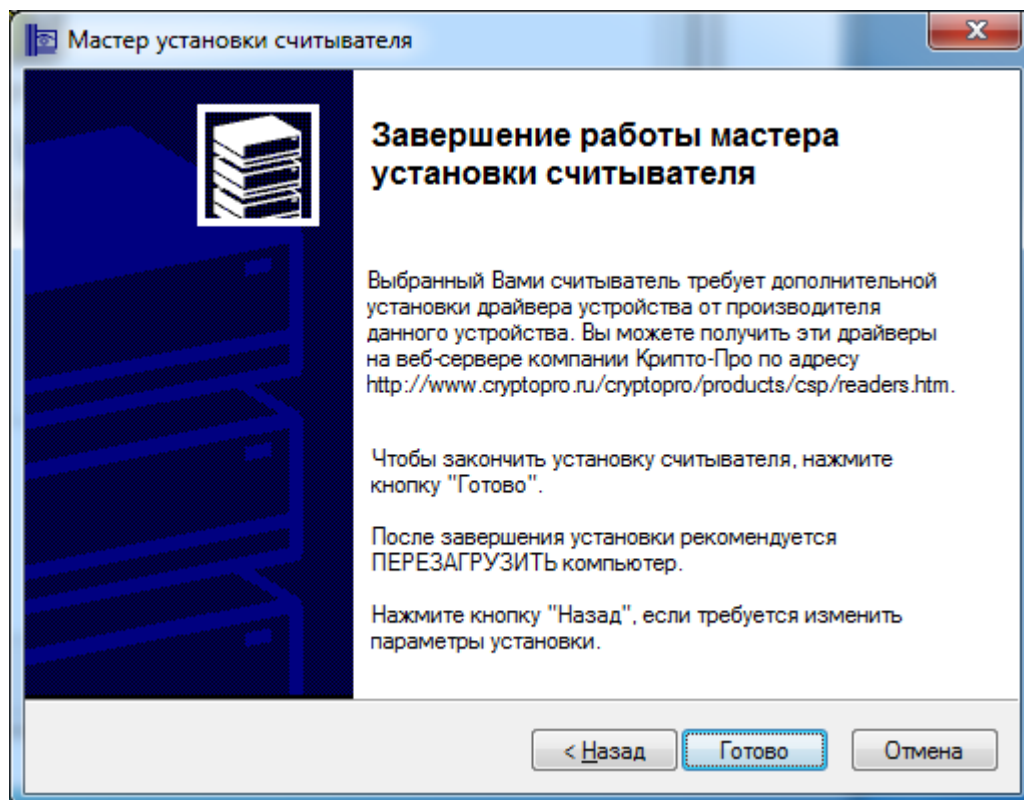 Мастер установки считывателя
Завершение работы мастера
установки считывателя
Выбранный Вами считыватель требует дополнительной
установки драйвера устройства от производителя
данного устройства. Вы можете получить эти драйверы
на веб-сервере компании Крипто-Про по адресу
http://www.cryptopro.ru/cryptopro/products/csp/readers.htm.
Чтобы закончить установку считывателя, нажмите
кнопку "Готово".
После завершения установки рекомендуется
ПЕРЕЗАГРУЗИТЬ компьютер.
Нажмите кнопку "Назад", если требуется изменить
параметры установки.
< Назад Готово Отмена